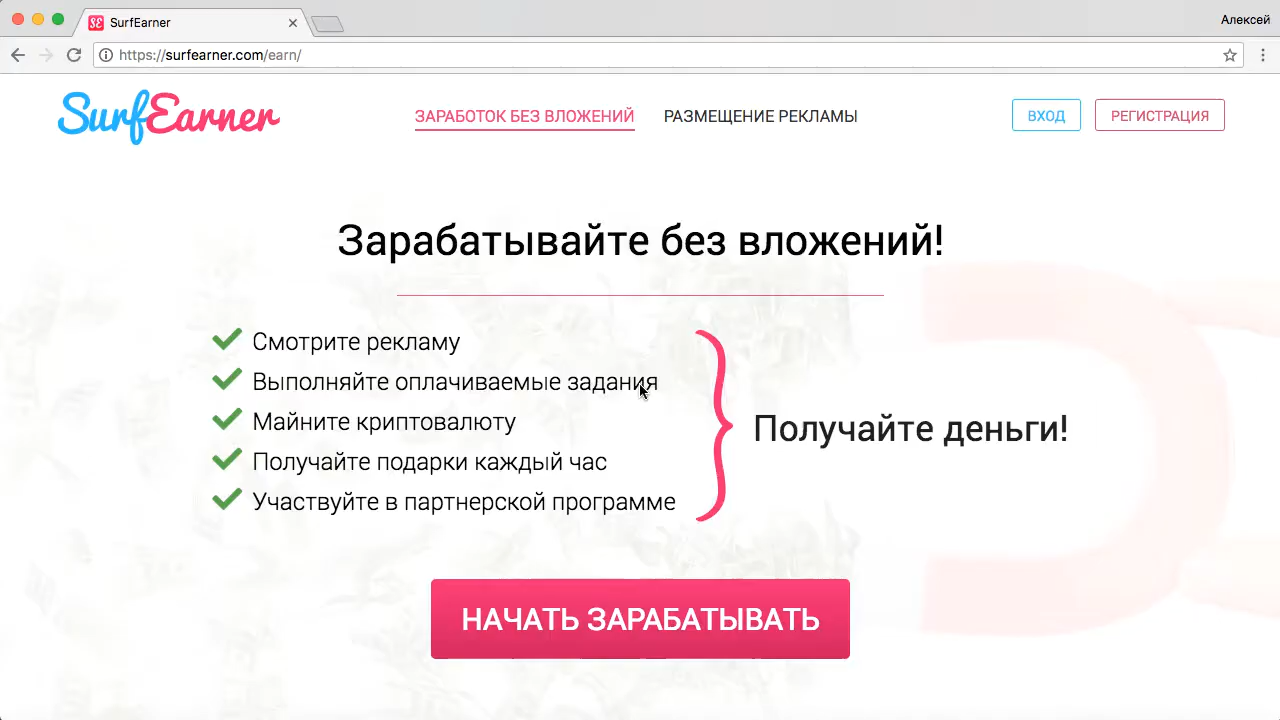 SurfEarner
Алексей
https://surfearner.com/earn/
SurfEarner
ЗАРАБОТОК БЕЗ ВЛОЖЕНИЙ
РАЗМЕЩЕНИЕ РЕКЛАМЫ
ВХОД
РЕГИСТРАЦИЯ
Зарабатывайте без вложений!
Смотрите рекламу
Выполняйте оплачиваемые задания
Майните криптовалюту
Получайте подарки каждый час
Участвуйте в партнерской программе
Получайте деньги!
НАЧАТЬ ЗАРАБАТЫВАТЬ